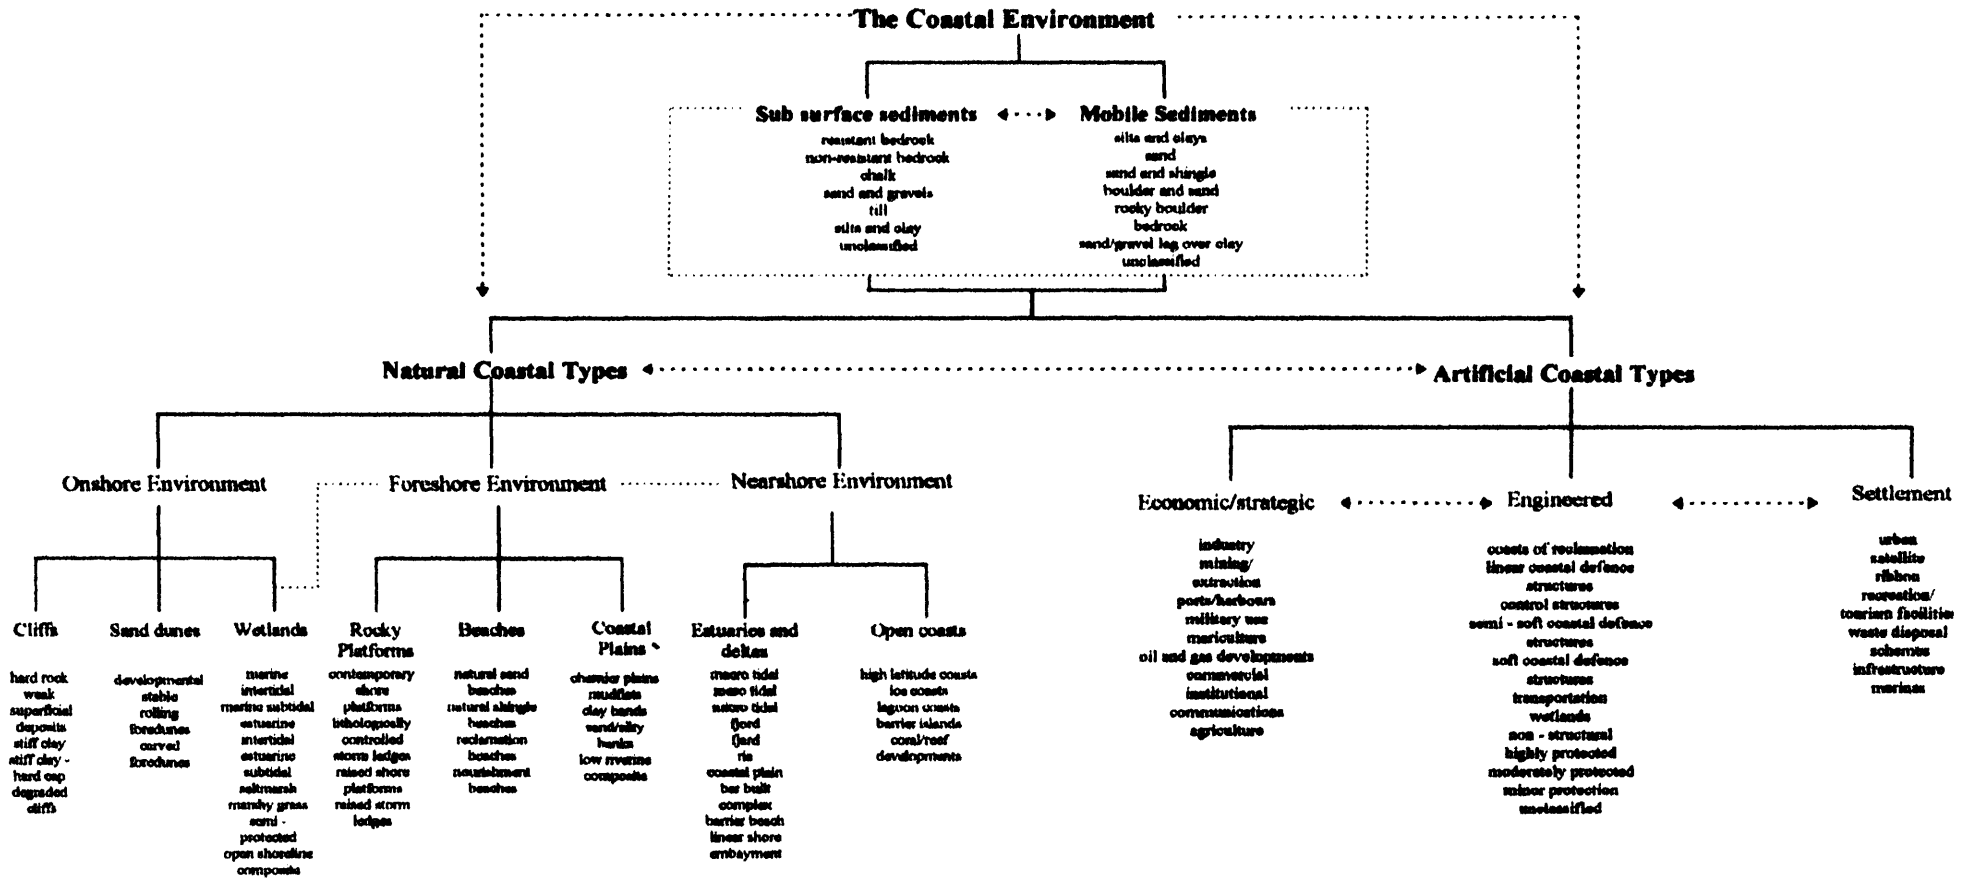 The Coastal Environment
Sub surface sediments
resistant bedrock
non-resistant bedrock
chalk
sand and gravels
till
silts and clay
unclassified
Mobile Sediments
silts and clays
sand
sand and shingle
boulder and sand
rocky boulder
bedrock
sand/gravel lag over clay
unclassified
Natural Coastal Types
Artificial Coastal Types
Onshore Environment
Foreshore Environment
Nearshore Environment
Economic/strategic
Engineered
Settlement
Cliffs
hard rock
weak
superficial
deposits
stiff clay
stiff clay -
hard cap
degraded
cliffs
Sand dunes
developmental
stable
rolling
foredunes
carved
foredunes
Wetlands
marine
intertidal
marine subtidal
estuarine
intertidal
estuarine
subtidal
saltmarsh
marshy grass
semi -
protected
open shoreline
composite
Rocky
Platforms
contemporary
shore
platforms
lithologically
controlled
storm ledges
raised shore
platforms
raised storm
ledges
Beaches
natural sand
beaches
natural shingle
beaches
reclamation
beaches
nourishment
beaches
Coastal
Plains
chenier plains
mudflats
clay bands
sand/silty
banks
low riverine
composite
Estuaries and
deltas
macro tidal
meso tidal
micro tidal
fjord
fjard
ria
coastal plain
bar built
complex
barrier beach
linear shore
embayment
Open coasts
high latitude coasts
ice coasts
lagoon coasts
barrier islands
coral/reef
developments
industry
mining/
extraction
ports/harbours
military use
mariculture
oil and gas developments
commercial
institutional
communications
agriculture
coasts of reclamation
linear coastal defence
structures
control structures
semi - soft coastal defence
structures
soft coastal defence
structures
transportation
wetlands
non - structural
highly protected
moderately protected
minor protection
unclassified
urban
satellite
ribbon
recreation/
tourism facilities
waste disposal
schemes
infrastructure
marinas